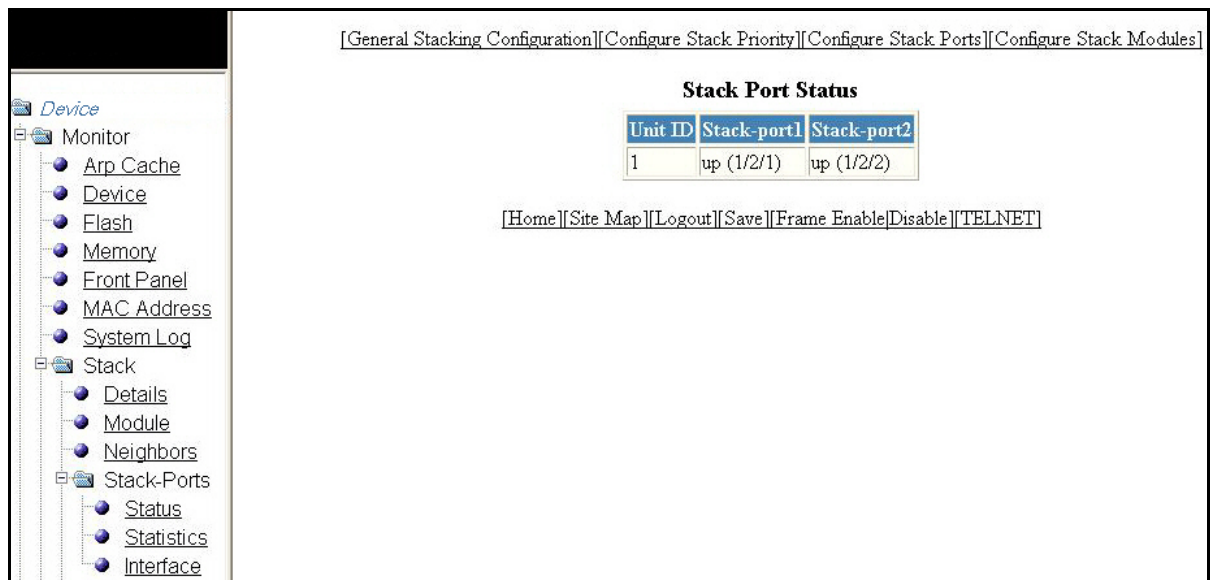 [General Stacking Configuration][Configure Stack Priority][Configure Stack Ports][Configure Stack Modules]
Stack Port Status
Unit ID Stack-port1 Stack-port2
1 up (1/2/1) up (1/2/2)
[Home][Site Map][Logout][Save][Frame Enable|Disable][TELNET]
Device
Monitor
Arp Cache
Device
Flash
Memory
Front Panel
MAC Address
System Log
Stack
Details
Module
Neighbors
Stack-Ports
Status
Statistics
Interface